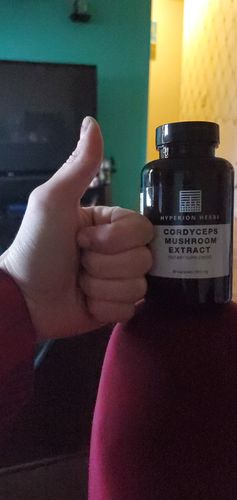 HYPERION HERBS
CORDYCEPS
MUSHROOM
EXTRACT